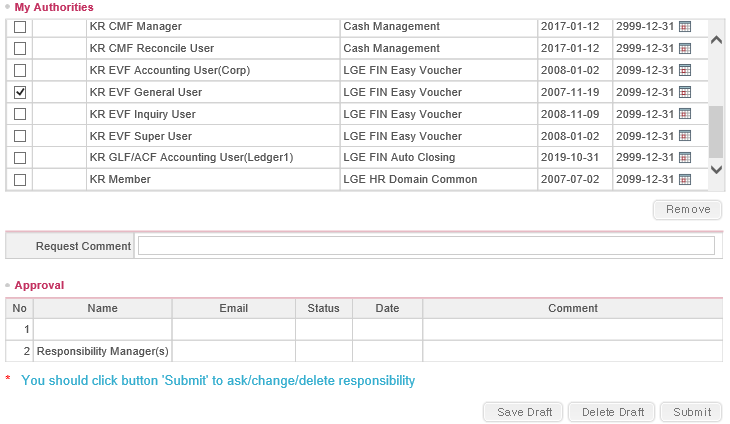 My Authorities
KR CMF Manager Cash Management 2017-01-12 2999-12-31
KR CMF Reconcile User Cash Management 2017-01-12 2999-12-31
KR EVF Accounting User(Corp) LGE FIN Easy Voucher 2008-01-02 2999-12-31
KR EVF General User LGE FIN Easy Voucher 2007-11-19 2999-12-31
KR EVF Inquiry User LGE FIN Easy Voucher 2008-11-09 2999-12-31
KR EVF Super User LGE FIN Easy Voucher 2008-01-02 2999-12-31
KR GLF/ACF Accounting User(Ledger1) LGE FIN Auto Closing 2019-10-31 2999-12-31
KR Member LGE HR Domain Common 2007-07-02 2999-12-31
Remove
Request Comment
Approval
No Name Email Status Date Comment
1
2 Responsibility Manager(s)
* You should click button 'Submit' to ask/change/delete responsibility
Save Draft Delete Draft Submit